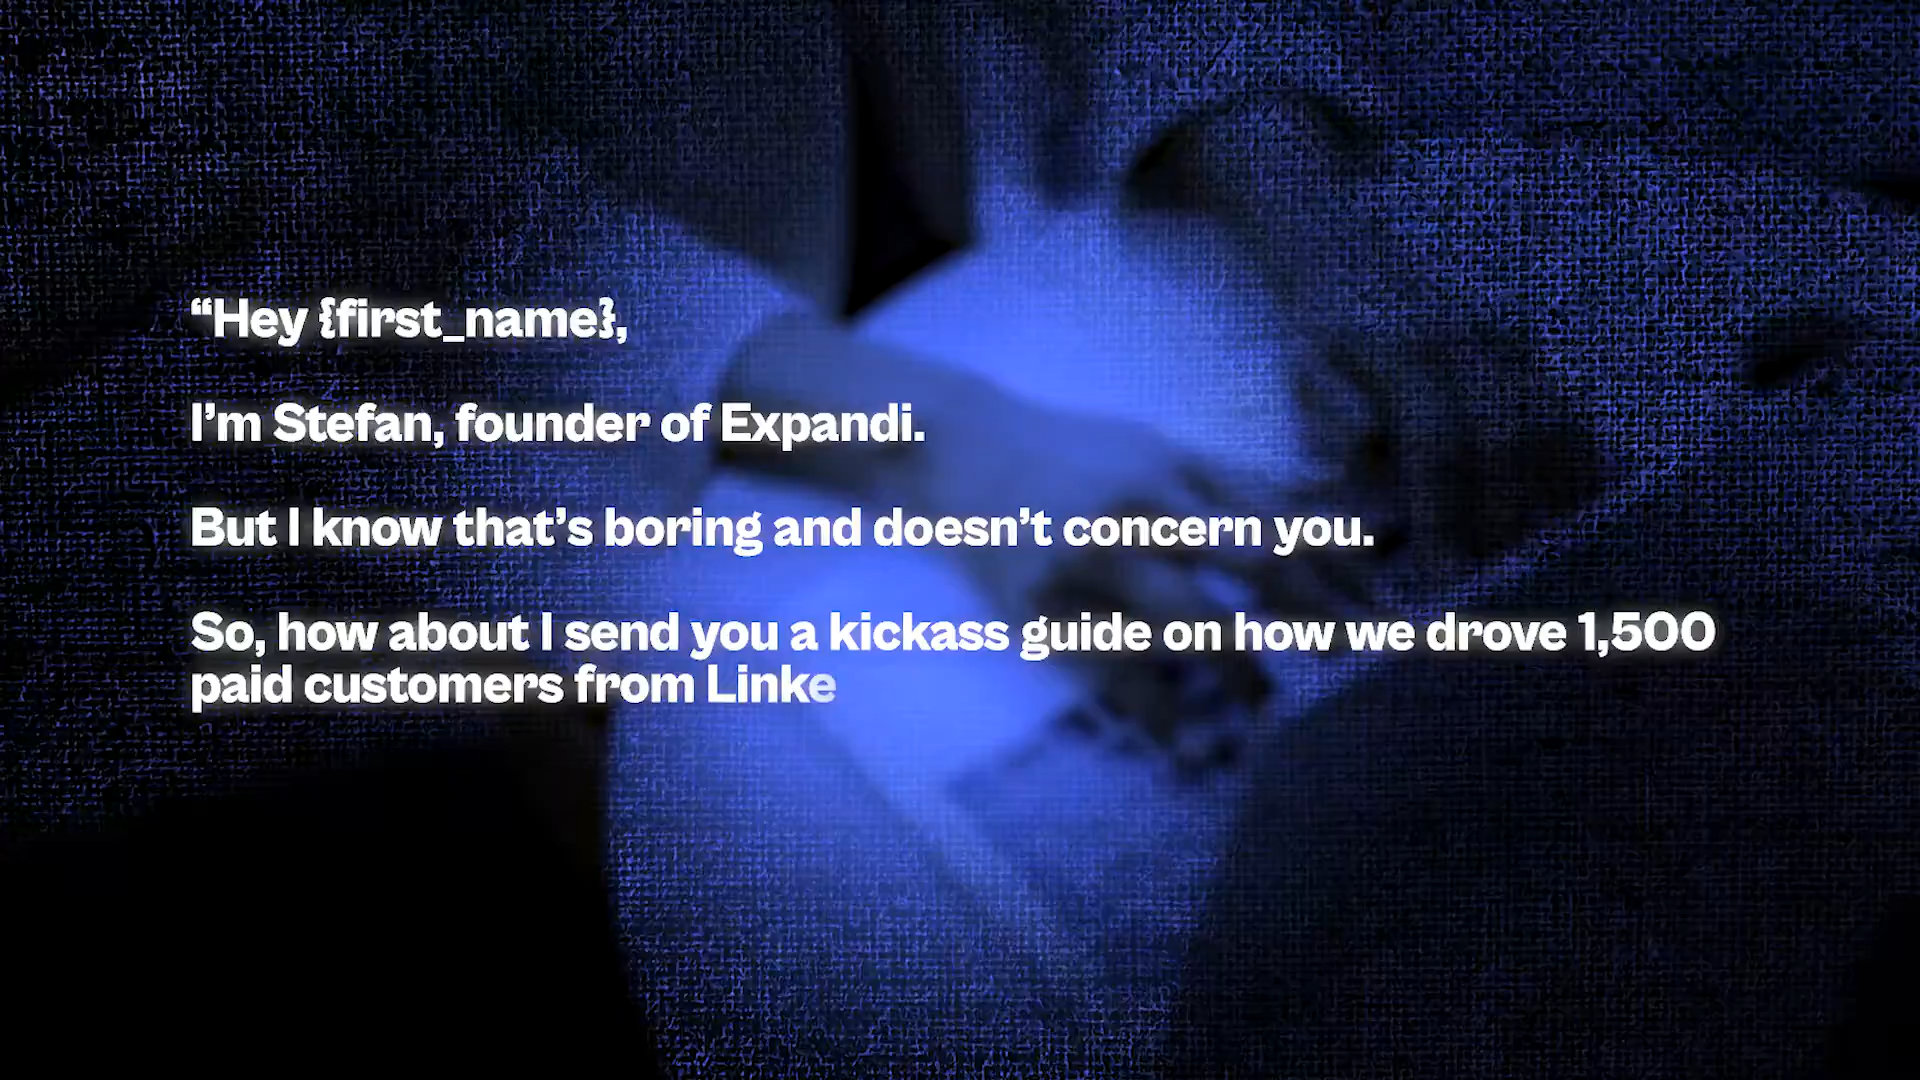 “Hey {first_name},
I’m Stefan, founder of Expandi.
But I know that’s boring and doesn’t concern you.
So, how about I send you a kickass guide on how we drove 1,500
paid customers from Linke